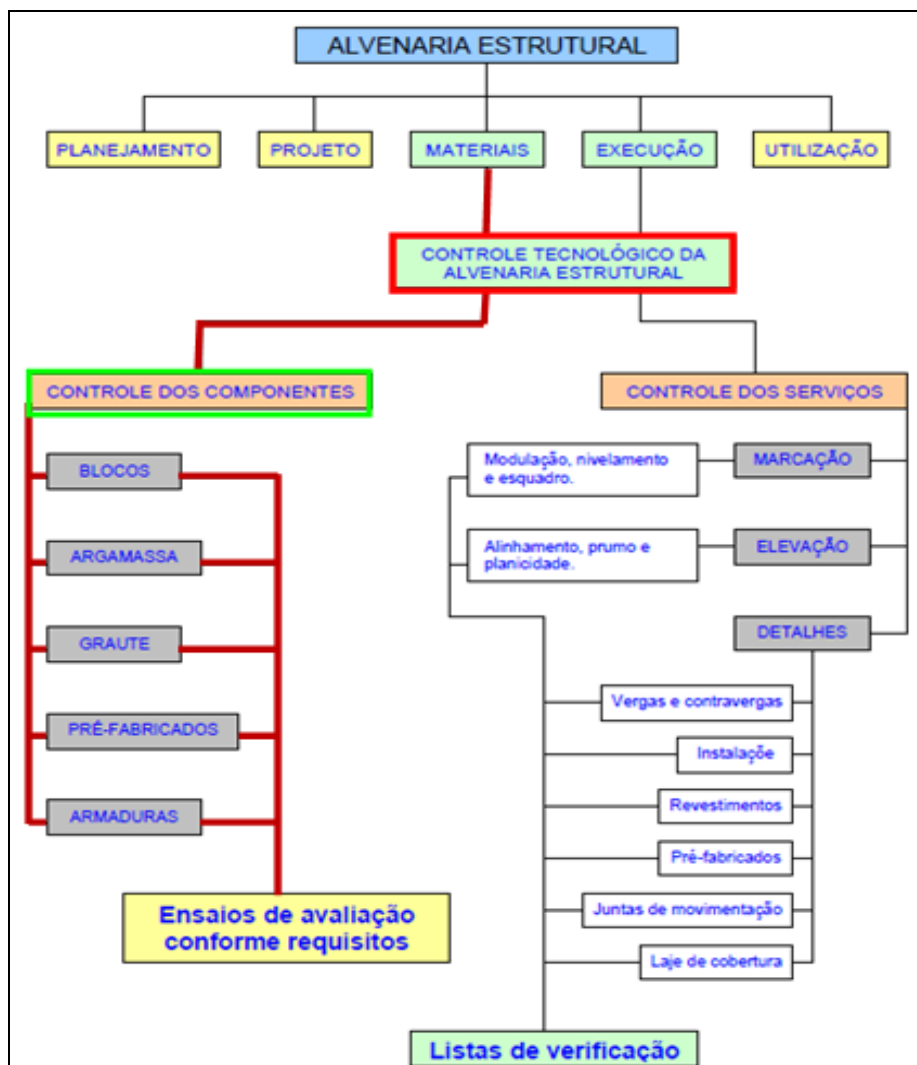 ALVENARIA ESTRUTURAL
PLANEJAMENTO
PROJETO
MATERIAIS
EXECUÇÃO
UTILIZAÇÃO
CONTROLE TECNOLÓGICO DA
ALVENARIA ESTRUTURAL
CONTROLE DOS COMPONENTES
BLOCOS
ARGAMASSA
GRAUTE
PRÉ-FABRICADOS
ARMADURAS
Ensaios de avaliação
conforme requisitos
CONTROLE DOS SERVIÇOS
Modulação, nivelamento
e esquadro.
MARCAÇÃO
Alinhamento, prumo e
planicidade.
ELEVAÇÃO
DETALHES
Vergas e contravergas
Instalaçõe
Revestimentos
Pré-fabricados
Juntas de movimentação
Laje de cobertura
Listas de verificação